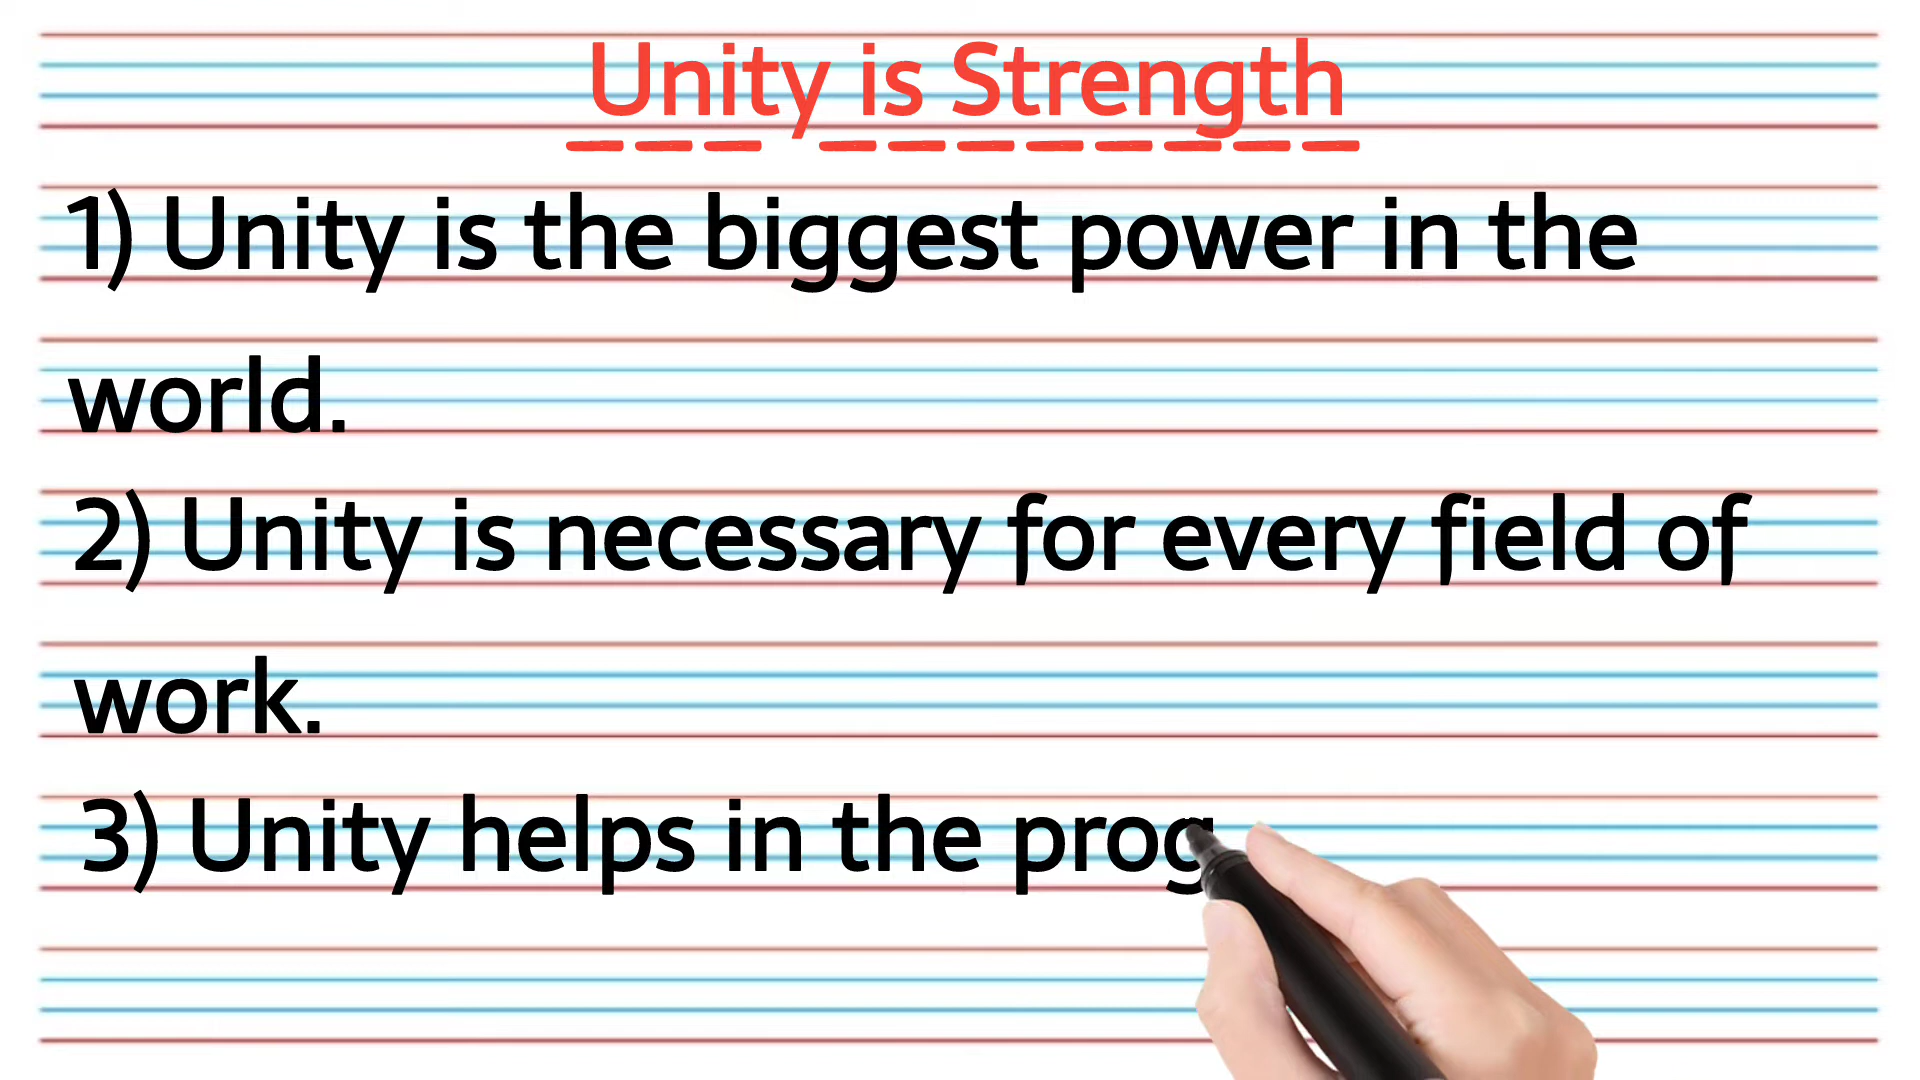 Unity is Strength
1) Unity is the biggest power in the
world.
2) Unity is necessary for every field of
work.
3) Unity helps in the prog